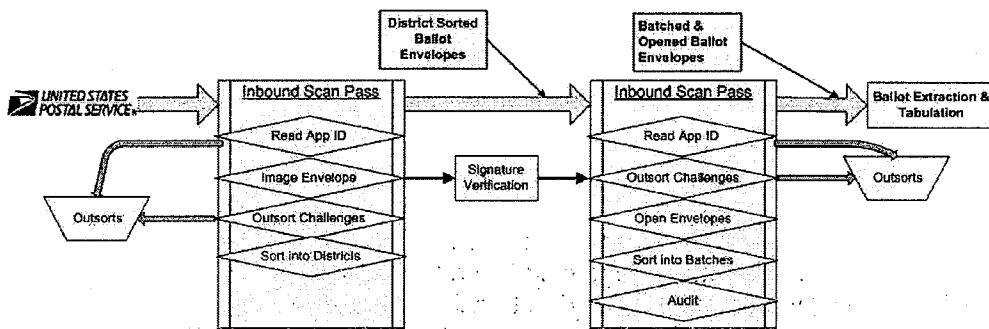 District Sorted
Ballot
Envelopes
Batched &
Opened Ballot
Envelopes
UNITED STATES
POSTAL SERVICE®
Inbound Scan Pass
Read App ID
Image Envelope
Outsort Challenges
Sort into Districts
Outsorts
Signature
Verification
Inbound Scan Pass
Read App ID
Outsort Challenges
Open Envelopes
Sort into Batches
Audit
Ballot Extraction &
Tabulation
Outsorts